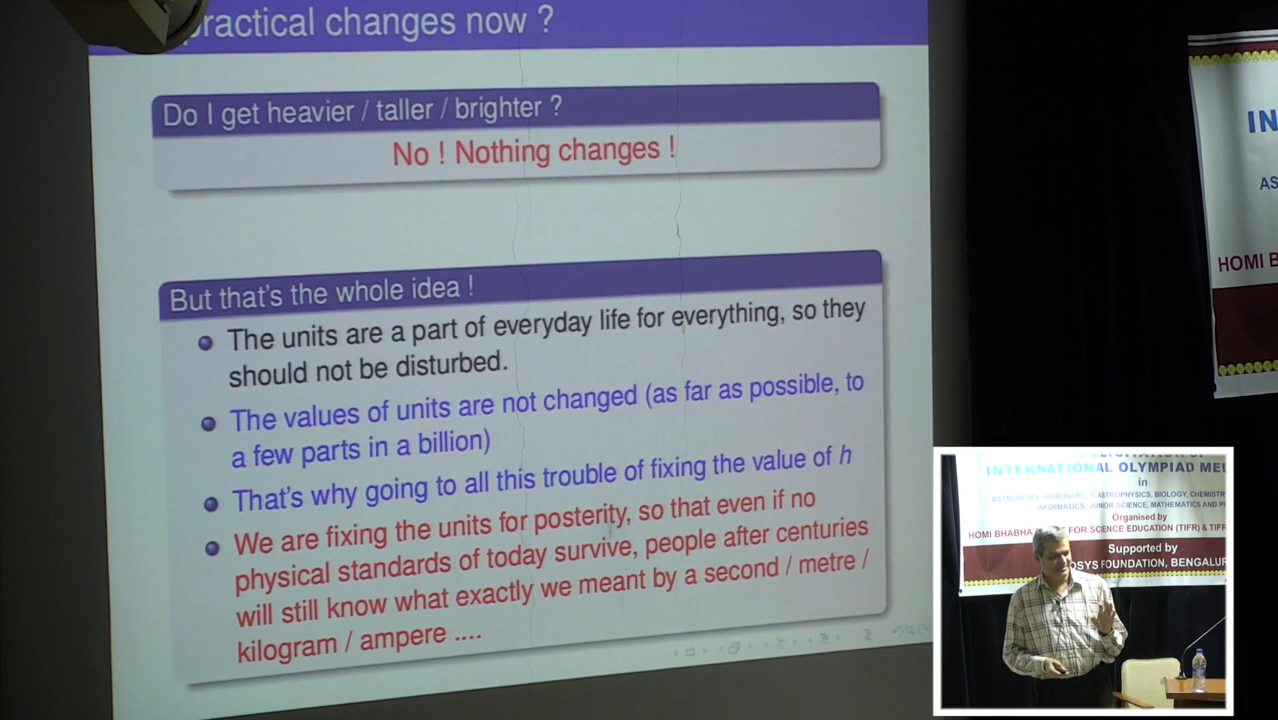 practical changes now ?
Do I get heavier / taller / brighter ?
No ! Nothing changes !
But that's the whole idea !
The units are a part of everyday life for everything, so they
should not be disturbed.
The values of units are not changed (as far as possible, to
a few parts in a billion)
That's why going to all this trouble of fixing the value of h
We are fixing the units for posterity, so that even if no
physical standards of today survive, people after centuries
will still know what exactly we meant by a second / metre /
kilogram / ampere ....
IN
AS
HOMI B
INTERNATIONAL OLYMPIAD MED
in
ASTROPHYSICS, BIOLOGY, CHEMISTRY
INFORMATICS, JUNIOR SCIENCE, MATHEMATICS AND PH
Organised by
HOMI BHABHA FOR SCIENCE EDUCATION (TIFR) & TIFR
Supported by
OSYS FOUNDATION, BENGALUR